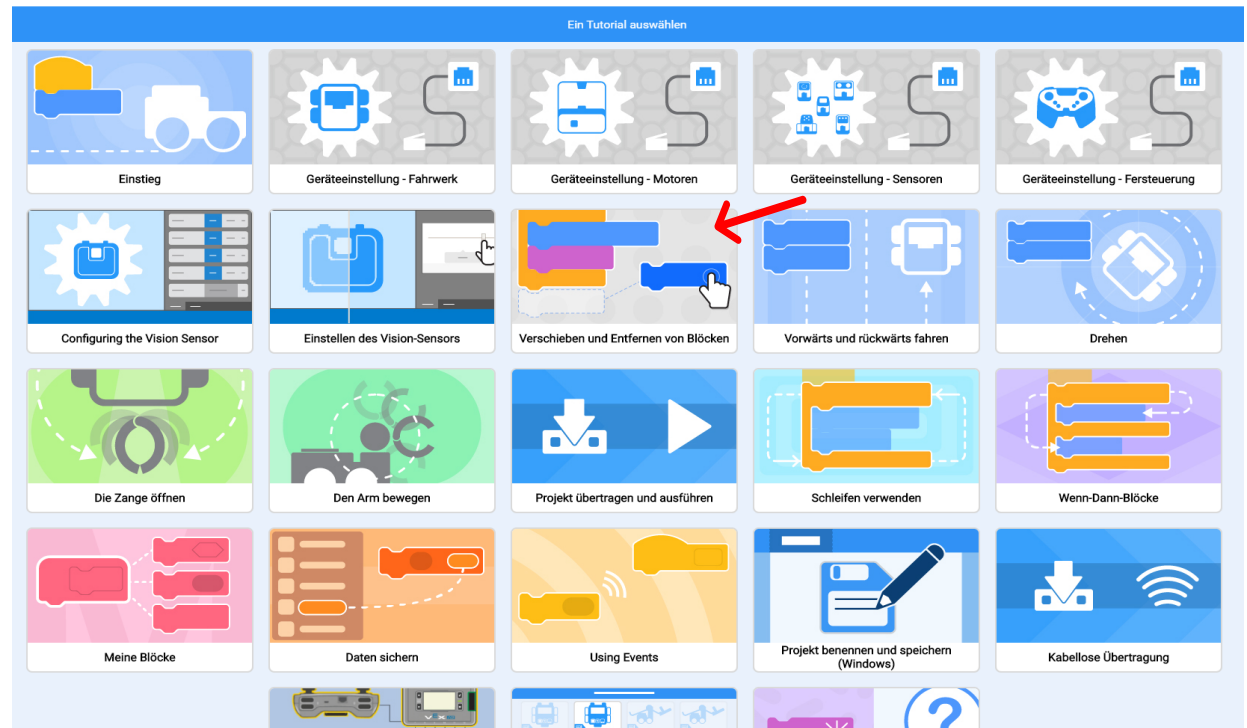 Ein Tutorial auswählen
Einstieg
Geräteeinstellung - Fahrwerk
Geräteeinstellung - Motoren
Geräteeinstellung - Sensoren
Geräteeinstellung - Fersteuerung
Configuring the Vision Sensor
Einstellen des Vision-Sensors
Verschieben und Entfernen von Blöcken
Vorwärts und rückwärts fahren
Drehen
Die Zange öffnen
Den Arm bewegen
Projekt übertragen und ausführen
Schleifen verwenden
Wenn-Dann-Blöcke
Meine Blöcke
Daten sichern
Using Events
Projekt benennen und speichern
(Windows)
Kabellose Übertragung